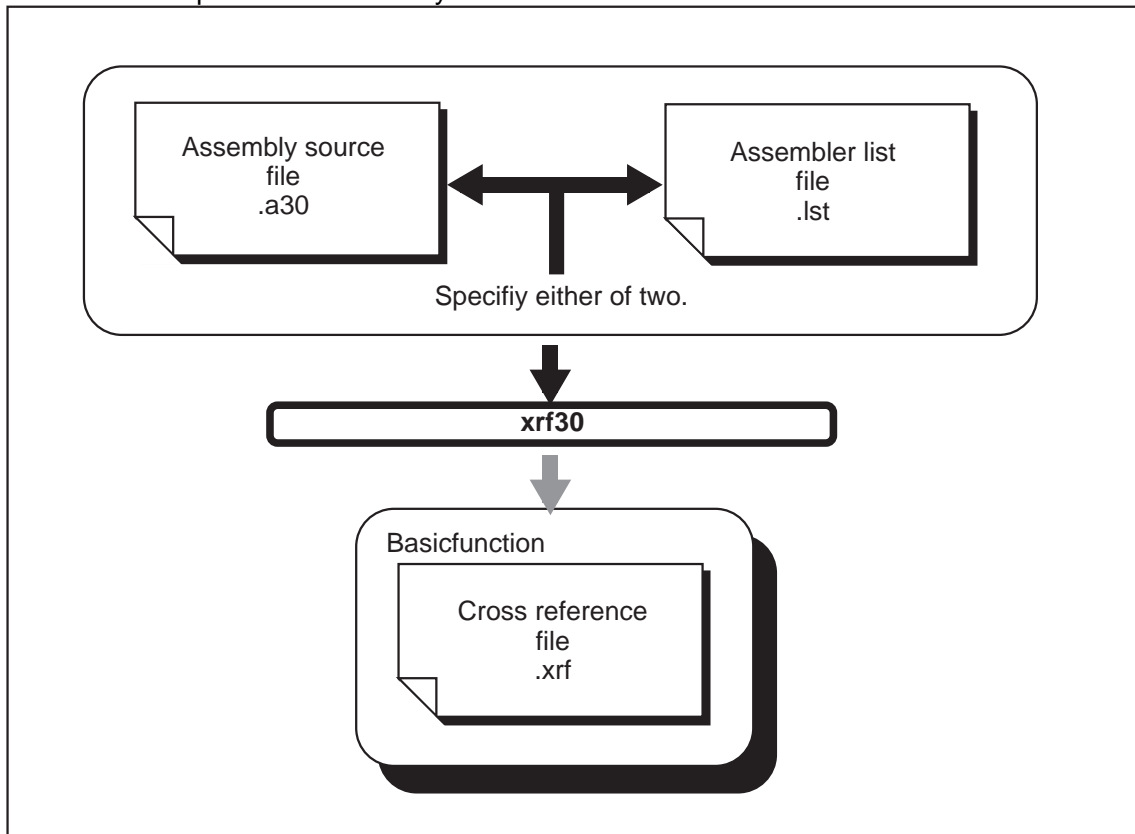 Assembly source
file
.a30
Assembler list
file
.lst
Specifiy either of two.
xrf30
Basicfunction
Cross reference
file
.xrf